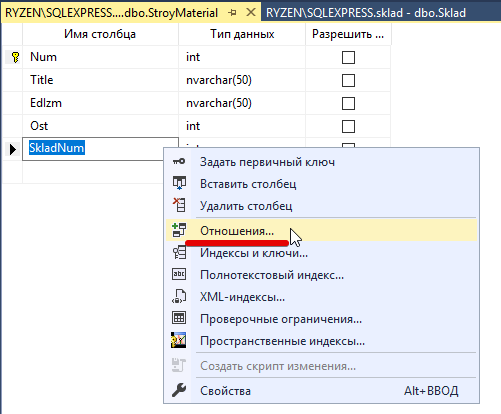 RYZEN\SQLEXPRESS....dbo.StroyMaterial RYZEN\SQLEXPRESS.sklad - dbo.Sklad
Имя столбца Тип данных Разрешить ...
Num int
Title nvarchar(50)
EdIzm nvarchar(50)
Ost int
SkladNum
Задать первичный ключ
Вставить столбец
Удалить столбец
Отношения...
Индексы и ключи...
Полнотекстовый индекс...
XML-индексы...
Проверочные ограничения...
Пространственные индексы...
Создать скрипт изменения...
Свойства Alt+ВВОД